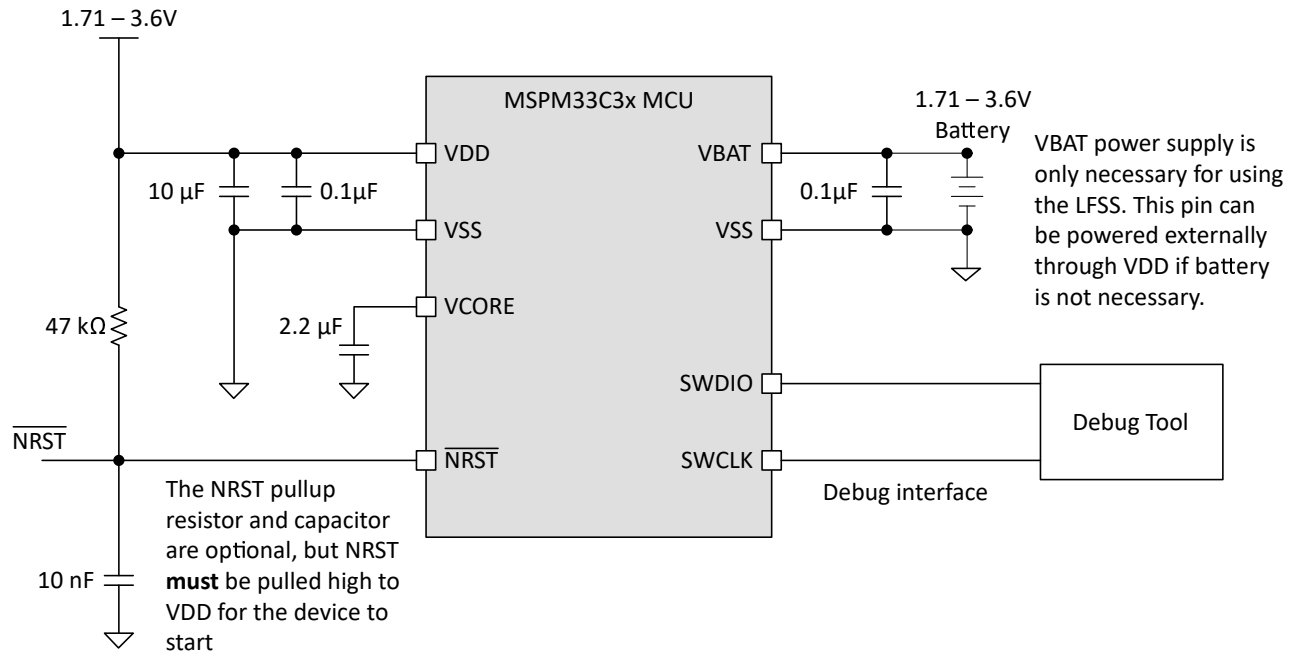 1.71 – 3.6V
MSPM33C3x MCU
1.71 – 3.6V
Battery
VDD
VBAT
10 µF
0.1µF
0.1µF
VSS
VSS
VBAT power supply is
only necessary for using
the LFSS. This pin can
be powered externally
through VDD if battery
is not necessary.
VCORE
47 kΩ
2.2 µF
SWDIO
Debug Tool
NRST
NRST
SWCLK
Debug interface
The NRST pullup
resistor and capacitor
are optional, but NRST
must be pulled high to
VDD for the device to
start
10 nF